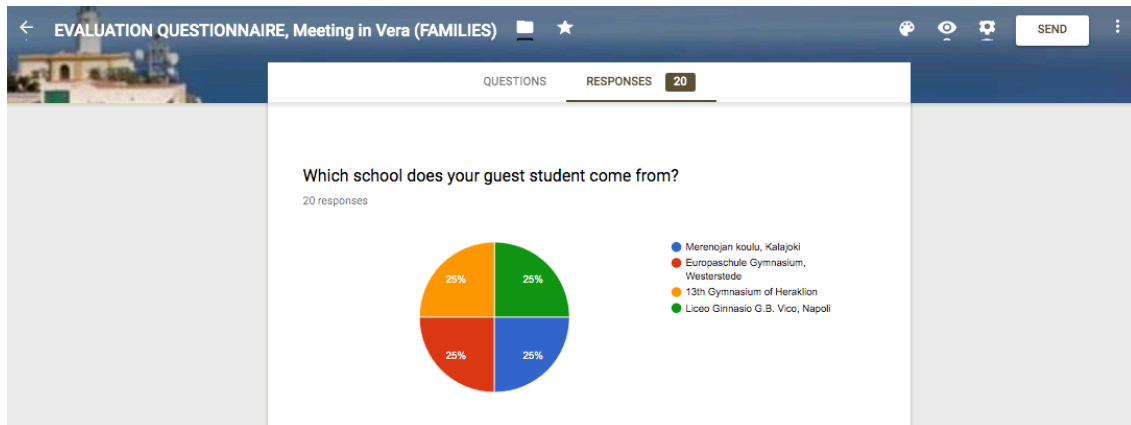 EVALUATION QUESTIONNAIRE, Meeting in Vera (FAMILIES)
SEND
QUESTIONS
RESPONSES 20
Which school does your guest student come from?
20 responses
25%
25%
25%
25%
Merenojan koulu, Kalajoki
Europaschule Gymnasium,
Westerstede
13th Gymnasium of Heraklion
Liceo Ginnasio G.B. Vico, Napoli